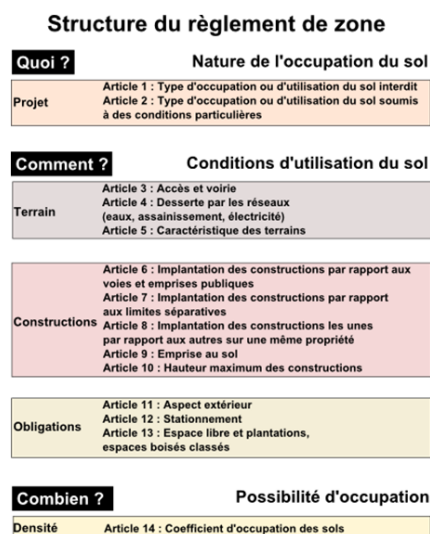 Structure du règlement de zone
Quoi ? Nature de l'occupation du sol
Projet
Article 1 : Type d'occupation ou d'utilisation du sol interdit
Article 2 : Type d'occupation ou d'utilisation du sol soumis
à des conditions particulières
Comment ? Conditions d'utilisation du sol
Terrain
Article 3 : Accès et voirie
Article 4 : Desserte par les réseaux
(eaux, assainissement, électricité)
Article 5 : Caractéristique des terrains
Constructions
Article 6 : Implantation des constructions par rapport aux
voies et emprises publiques
Article 7 : Implantation des constructions par rapport
aux limites séparatives
Article 8 : Implantation des constructions les unes
par rapport aux autres sur une même propriété
Article 9 : Emprise au sol
Article 10 : Hauteur maximum des constructions
Obligations
Article 11 : Aspect extérieur
Article 12 : Stationnement
Article 13 : Espace libre et plantations,
espaces boisés classés
Combien ? Possibilité d'occupation
Densité Article 14 : Coefficient d'occupation des sols